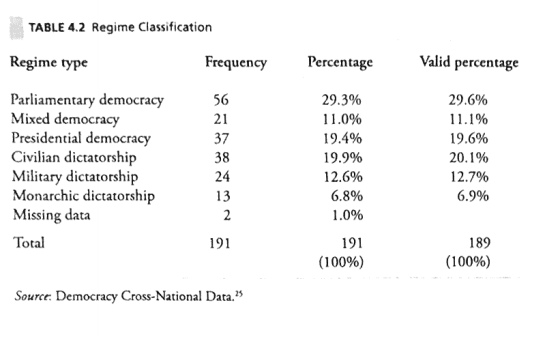 TABLE 4.2 Regime Classification
Regime type Frequency Percentage Valid percentage
Parliamentary democracy 56 29.3% 29.6%
Mixed democracy 21 11.0% 11.1%
Presidential democracy 37 19.4% 19.6%
Civilian dictatorship 38 19.9% 20.1%
Military dictatorship 24 12.6% 12.7%
Monarchic dictatorship 13 6.8% 6.9%
Missing data 2 1.0%
Total 191 191 189
(100%) (100%)
Source: Democracy Cross-National Data.25